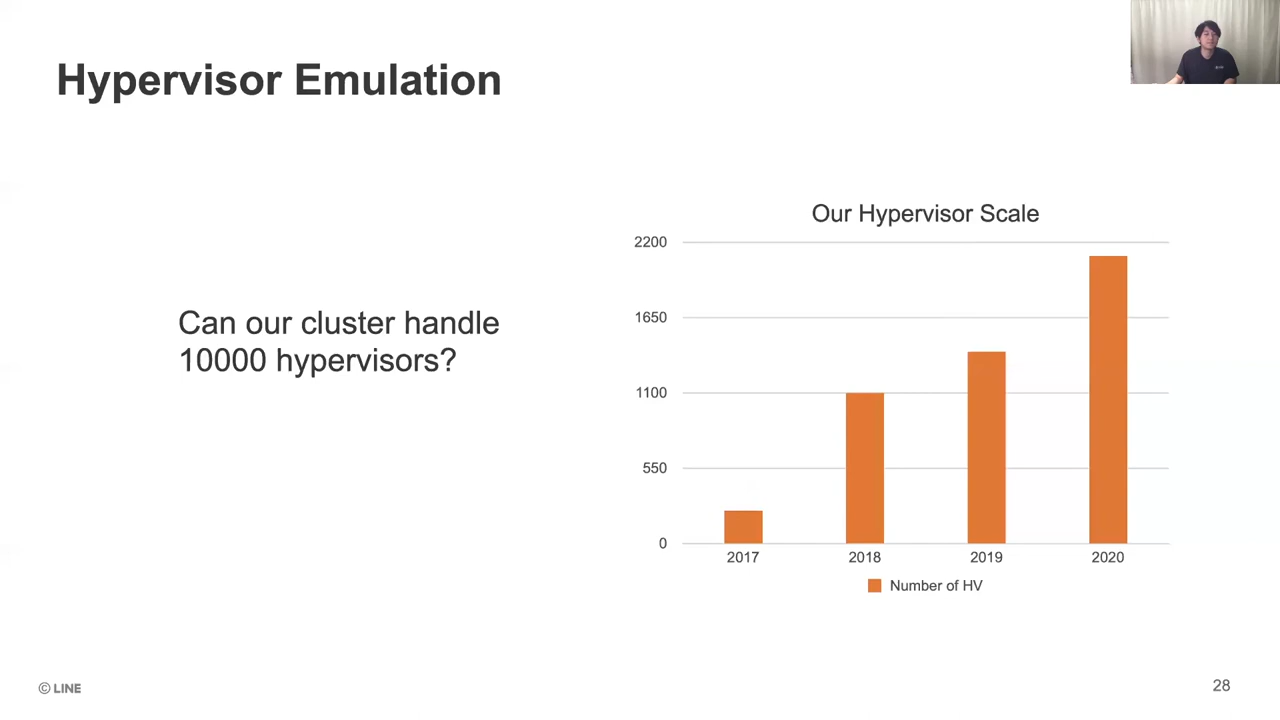 Hypervisor Emulation
Can our cluster handle
10000 hypervisors?
Our Hypervisor Scale
2200
1650
1100
550
0
2017 2018 2019 2020
Number of HV
© LINE
28